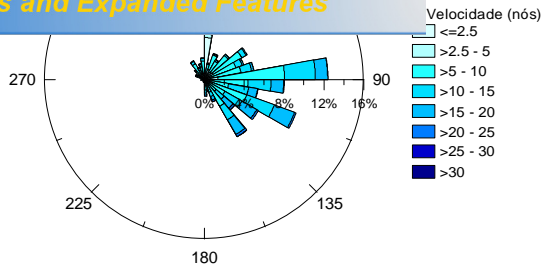 s and Expanded Features
Velocidade (nós)
<=2.5
>2.5 - 5
>5 - 10
>10 - 15
>15 - 20
>20 - 25
>25 - 30
>30
270
90
0% 4% 8% 12% 16%
225
135
180